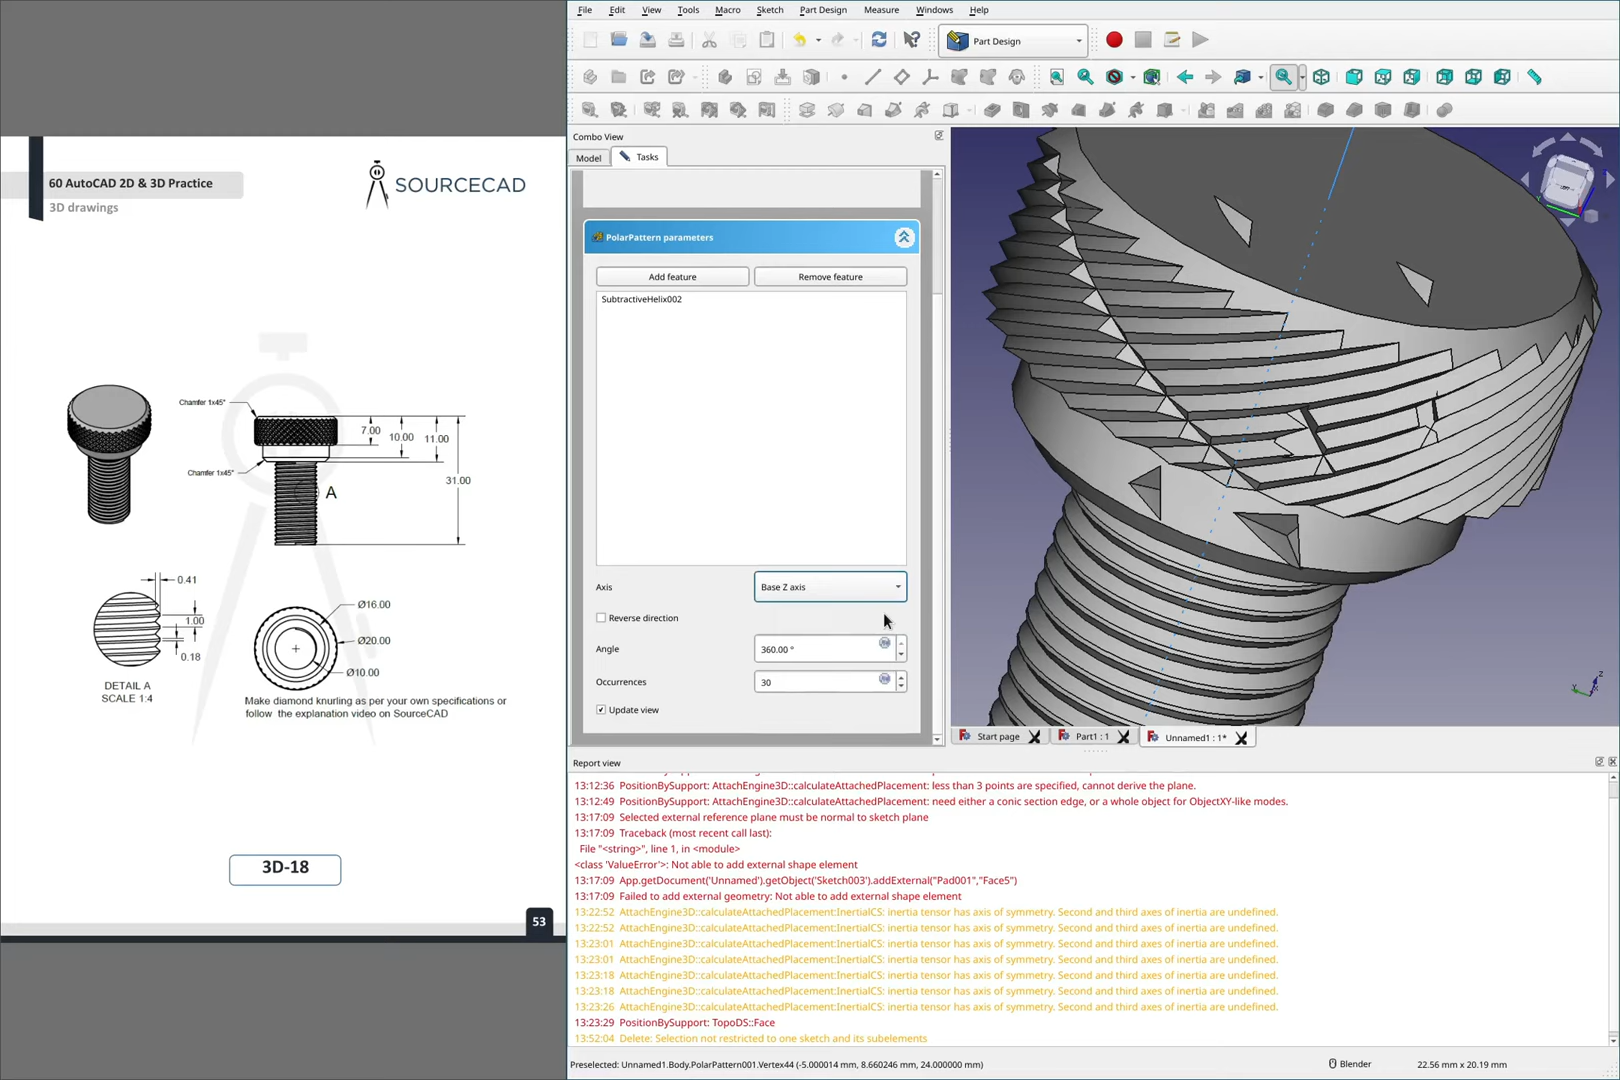 60 AutoCAD 2D & 3D Practice
3D drawings
SOURCECAD
Chamfer 1x45°
7.00
10.00
11.00
Chamfer 1x45°
31.00
A
0.41
1.00
0.18
DETAIL A
SCALE 1:4
Ø16.00
Ø20.00
Ø10.00
Make diamond knurling as per your own specifications or
follow the explanation video on SourceCAD
3D-18
53
File Edit View Tools Macro Sketch Part Design Measure Windows Help
Part Design
Combo View
Model Tasks
PolarPattern parameters
Add feature Remove feature
SubtractiveHelix002
Axis Base Z axis
Reverse direction
Angle 360.00 °
Occurrences 30
Update view
Start page Part1 : 1 Unnamed1 : 1*
Report view
13:12:36 PositionBySupport: AttachEngine3D::calculateAttachedPlacement: less than 3 points are specified, cannot derive the plane.
13:12:49 PositionBySupport: AttachEngine3D::calculateAttachedPlacement: need either a conic section edge, or a whole object for ObjectXY-like modes.
13:17:09 Selected external reference plane must be normal to sketch plane
13:17:09 Traceback (most recent call last):
File "<string>", line 1, in <module>
<class 'ValueError'>: Not able to add external shape element
13:17:09 App.getDocument('Unnamed').getObject('Sketch003').addExternal("Pad001","Face5")
13:17:09 Failed to add external geometry: Not able to add external shape element
13:22:52 AttachEngine3D::calculateAttachedPlacement:InertialCS: inertia tensor has axis of symmetry. Second and third axes of inertia are undefined.
13:22:52 AttachEngine3D::calculateAttachedPlacement:InertialCS: inertia tensor has axis of symmetry. Second and third axes of inertia are undefined.
13:23:01 AttachEngine3D::calculateAttachedPlacement:InertialCS: inertia tensor has axis of symmetry. Second and third axes of inertia are undefined.
13:23:01 AttachEngine3D::calculateAttachedPlacement:InertialCS: inertia tensor has axis of symmetry. Second and third axes of inertia are undefined.
13:23:18 AttachEngine3D::calculateAttachedPlacement:InertialCS: inertia tensor has axis of symmetry. Second and third axes of inertia are undefined.
13:23:18 AttachEngine3D::calculateAttachedPlacement:InertialCS: inertia tensor has axis of symmetry. Second and third axes of inertia are undefined.
13:23:26 AttachEngine3D::calculateAttachedPlacement:InertialCS: inertia tensor has axis of symmetry. Second and third axes of inertia are undefined.
13:23:29 PositionBySupport: TopoDS::Face
13:52:04 Delete: Selection not restricted to one sketch and its subelements
Preselected: Unnamed1.Body.PolarPattern001.Vertex44 (-5.000014 mm, 8.660246 mm, 24.000000 mm) Blender 22.56 mm x 20.19 mm